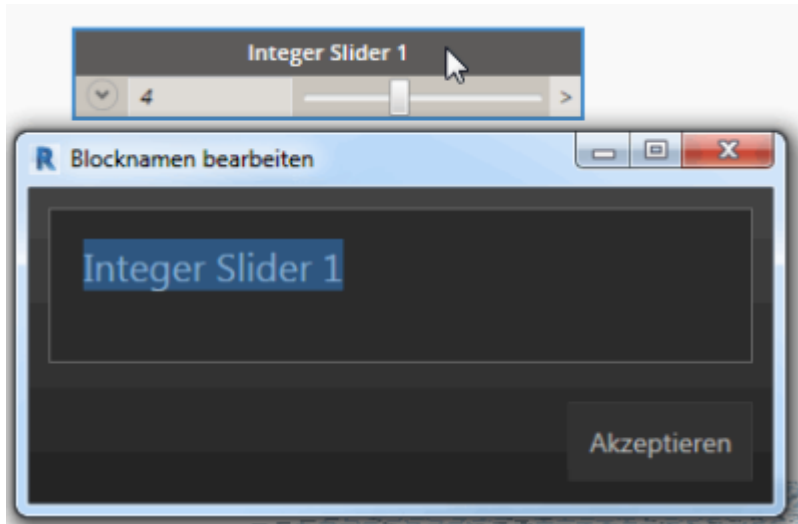 Integer Slider 1
4 >
R Blocknamen bearbeiten
Integer Slider 1
Akzeptieren